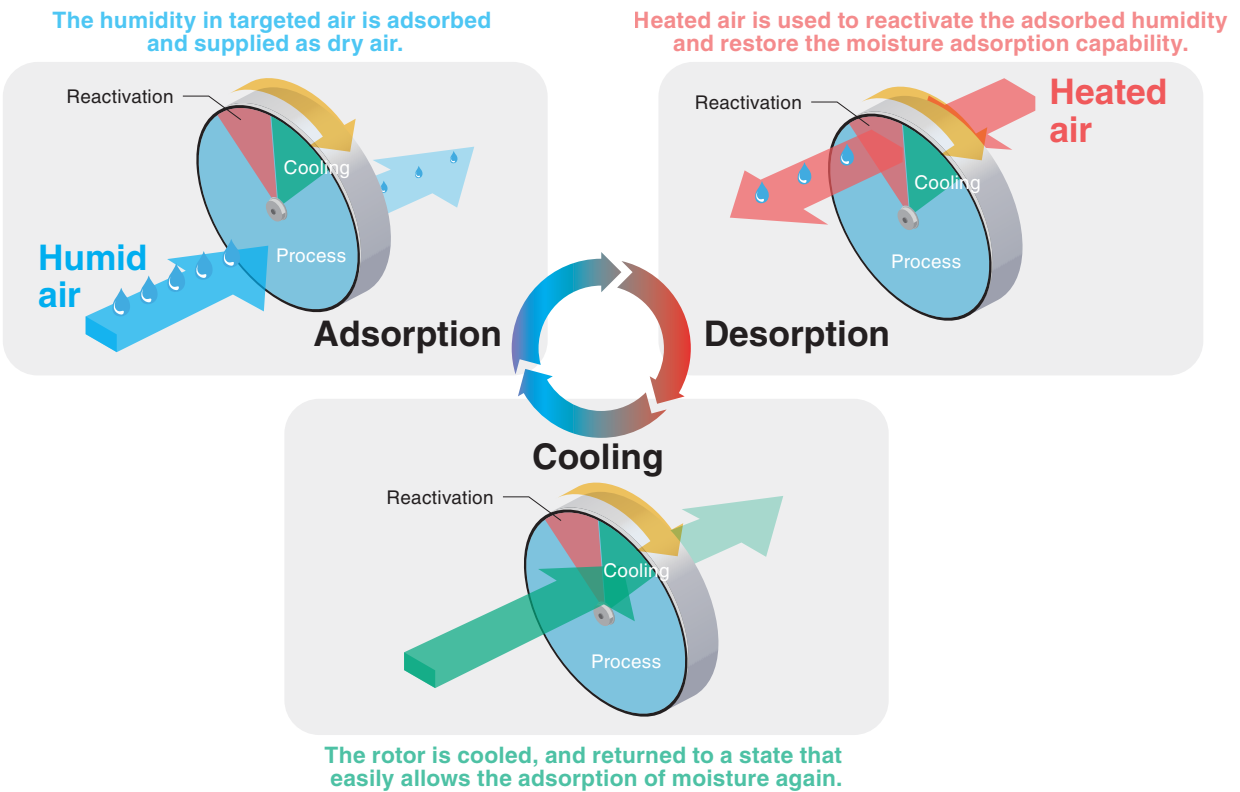 The humidity in targeted air is adsorbed
and supplied as dry air.
Reactivation
Cooling
Process
Humid
air
Adsorption
Heated air is used to reactivate the adsorbed humidity
and restore the moisture adsorption capability.
Reactivation
Heated
air
Cooling
Process
Desorption
Cooling
Reactivation
Cooling
Process
The rotor is cooled, and returned to a state that
easily allows the adsorption of moisture again.